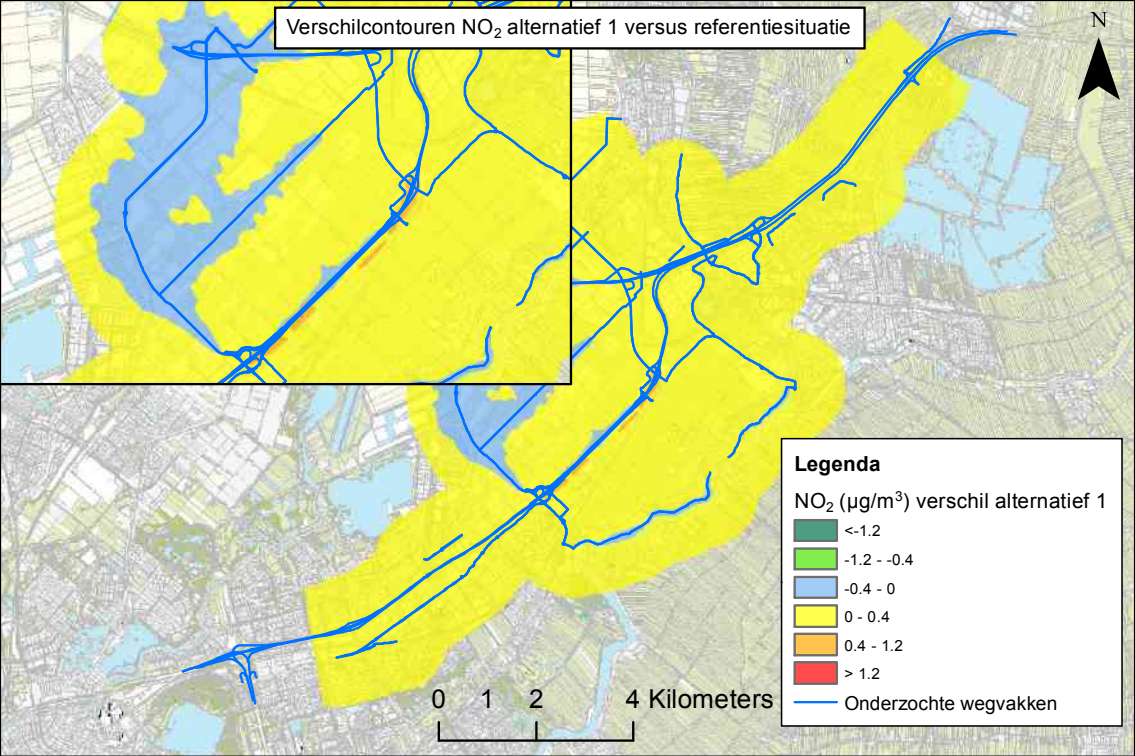 Verschilcontouren NO₂ alternatief 1 versus referentiesituatie
N
Legenda
NO₂ (µg/m³) verschil alternatief 1
<-1.2
-1.2 - -0.4
-0.4 - 0
0 - 0.4
0.4 - 1.2
> 1.2
Onderzochte wegvakken
0 1 2 4 Kilometers